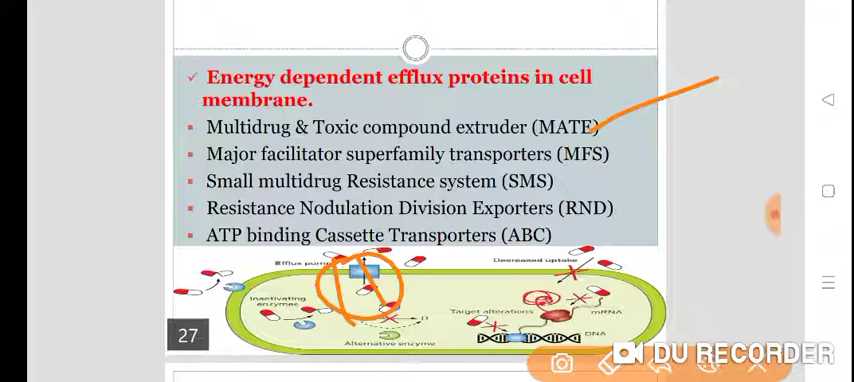 Energy dependent efflux proteins in cell
membrane.
Multidrug & Toxic compound extruder (MATE)
Major facilitator superfamily transporters (MFS)
Small multidrug Resistance system (SMS)
Resistance Nodulation Division Exporters (RND)
ATP binding Cassette Transporters (ABC)
Efflux pump
Decreased uptake
Inactivating
enzymes
Target alterations
mRNA
DNA
Alternative enzyme
27
DU RECORDER